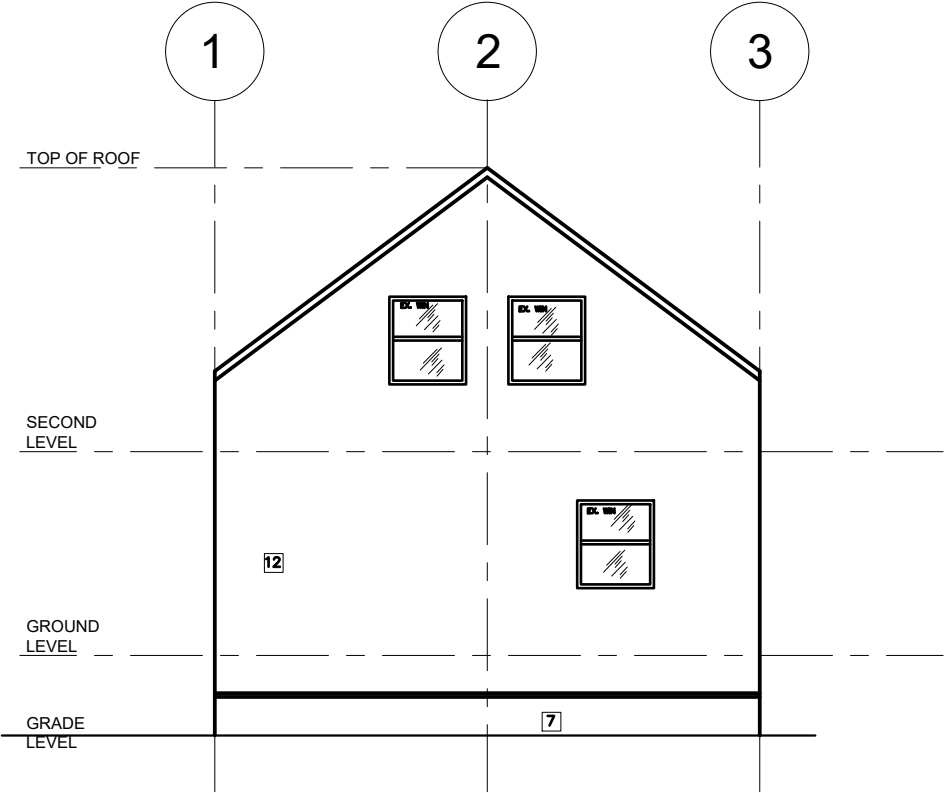 1
2
3
TOP OF ROOF
EX. WIN
EX. WIN
SECOND
LEVEL
EX. WIN
12
GROUND
LEVEL
7
GRADE
LEVEL